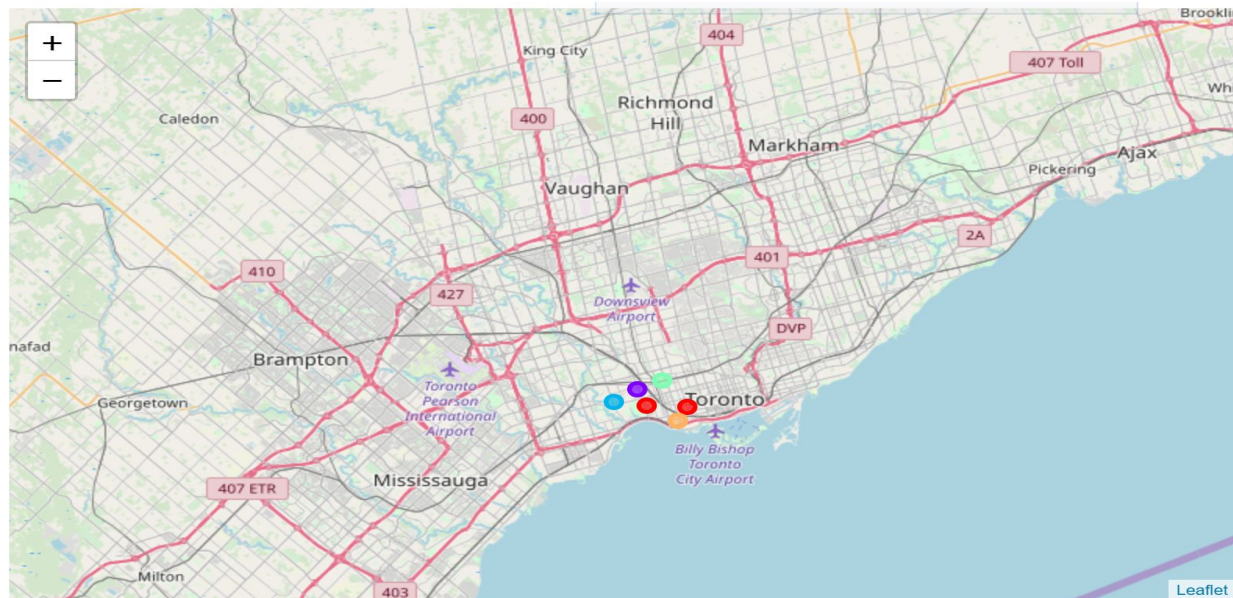 +
−
Brookli
King City
404
407 Toll
Whi
Richmond
Hill
Caledon
400
Markham
Ajax
Pickering
Vaughan
2A
401
410
427
Downsview
Airport
DVP
nafad
Brampton
Toronto
Pearson
International
Airport
Georgetown
Toronto
Billy Bishop
Toronto
City Airport
Mississauga
407 ETR
Milton
403
Leaflet